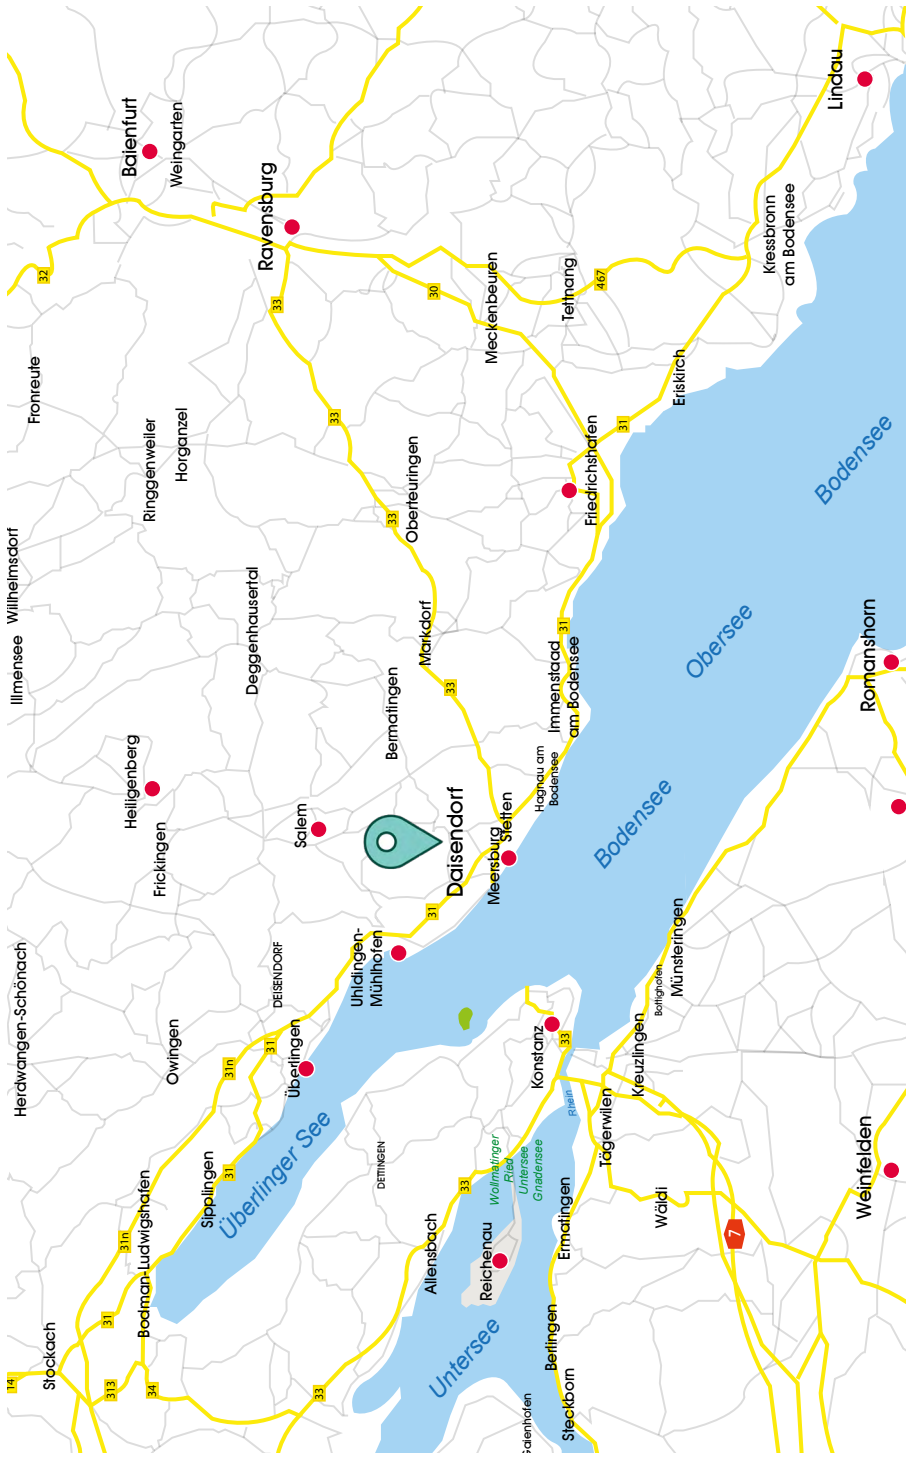 14
Stockach
313
34
31
31n
Bodman-Ludwigshafen
33
Herdwangen-Schönach
Owingen
31n
31
Sipplingen
31
Überlinger See
Überlingen
DEISENDORF
DETTINGEN
Allensbach
33
Untersee
Reichenau
Wollmatinger
Ried
Untersee
Gnadensee
Gaienhofen
Steckborn
Berlingen
Ermatingen
Wäldi
Tägerwilen
7
Weinfelden
Rhein
Konstanz
33
Kreuzlingen
Bottighofen
Münsteringen
Illmensee
Wilhelmsdorf
Heiligenberg
Frickingen
Salem
Uhldingen-
Mühlhofen
31
Daisendorf
Meersburg
Stetten
Hagnau am
Bodensee
Immenstaad
am Bodensee
31
Bermatingen
Markdorf
33
Deggenhausertal
Bodensee
Obersee
Romanshorn
Fronreute
Ringgenweiler
Horganzel
33
33
Oberteuringen
Friedrichshafen
31
Eriskirch
Bodensee
32
Baienfurt
Weingarten
Ravensburg
33
30
Meckenbeuren
Tettnang
467
Kressbronn
am Bodensee
Lindau